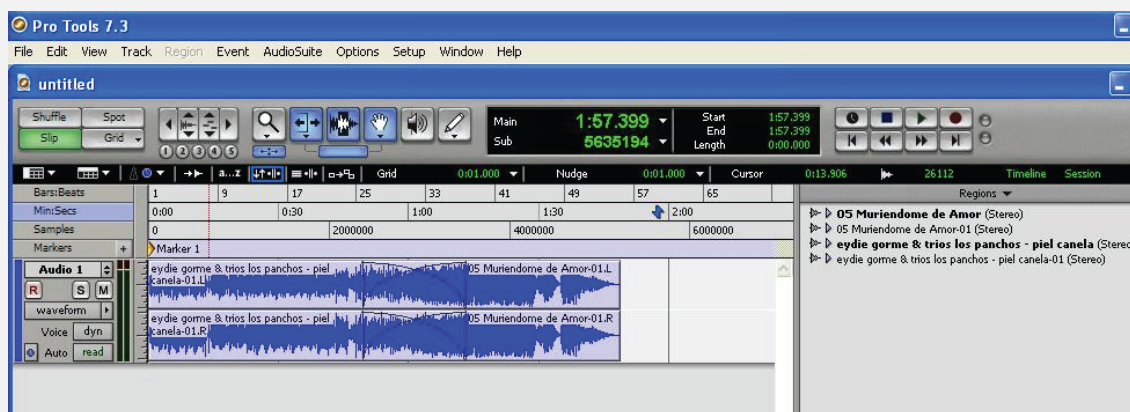 Pro Tools 7.3
File Edit View Track Region Event AudioSuite Options Setup Window Help
untitled
Shuffle Spot
Slip Grid
1 2 3 4 5
Main 1:57.399
Sub 5635194
Start 1:57.399
End 1:57.399
Length 0:00.000
a...z Grid 0:01.000 Nudge 0:01.000 Cursor 0:13.906 26112 Timeline Session
Bars:Beats 1 9 17 25 33 41 49 57 65
Min:Secs 0:00 0:30 1:00 1:30 2:00
Samples 0 2000000 4000000 6000000
Markers + Marker 1
Regions
05 Muriendome de Amor (Stereo)
05 Muriendome de Amor-01 (Stereo)
eydie gorme & trios los panchos - piel canela (Stereo
eydie gorme & trios los panchos - piel canela-01 (Stereo)
Audio 1
R S M
waveform
Voice dyn
Auto read
eydie gorme & trios los panchos - piel
canela-01.L
05 Muriendome de Amor-01.L
eydie gorme & trios los panchos - piel
canela-01.R
05 Muriendome de Amor-01.R